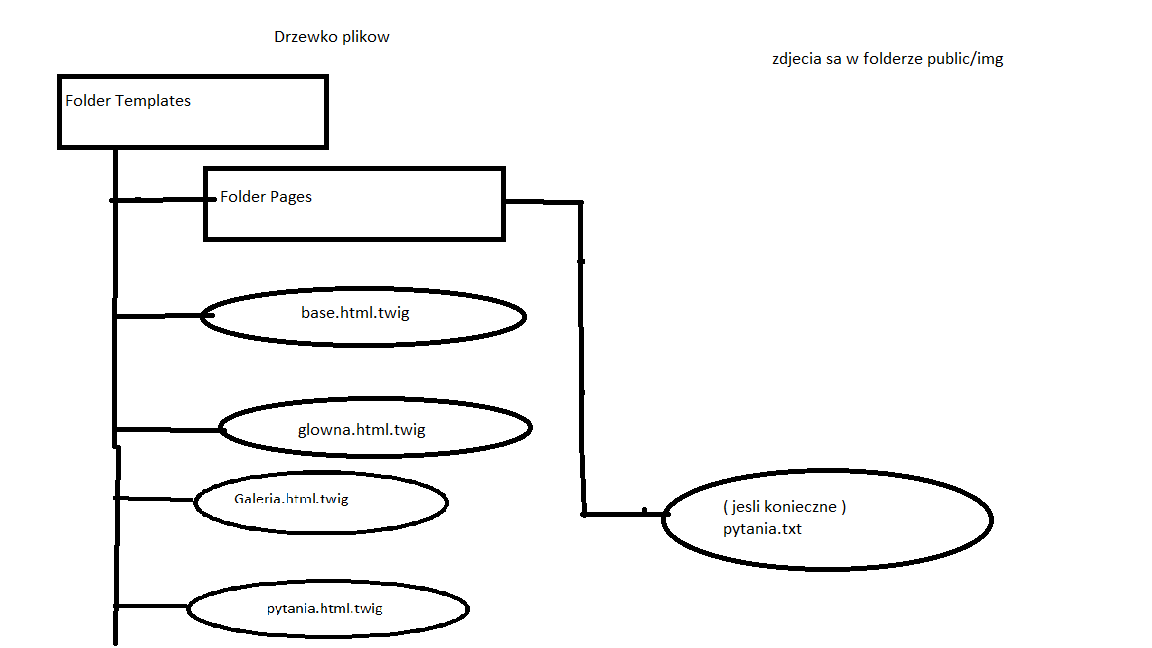 Drzewko plikow
zdjecia sa w folderze public/img
Folder Templates
Folder Pages
base.html.twig
glowna.html.twig
Galeria.html.twig
( jesli konieczne )
pytania.txt
pytania.html.twig